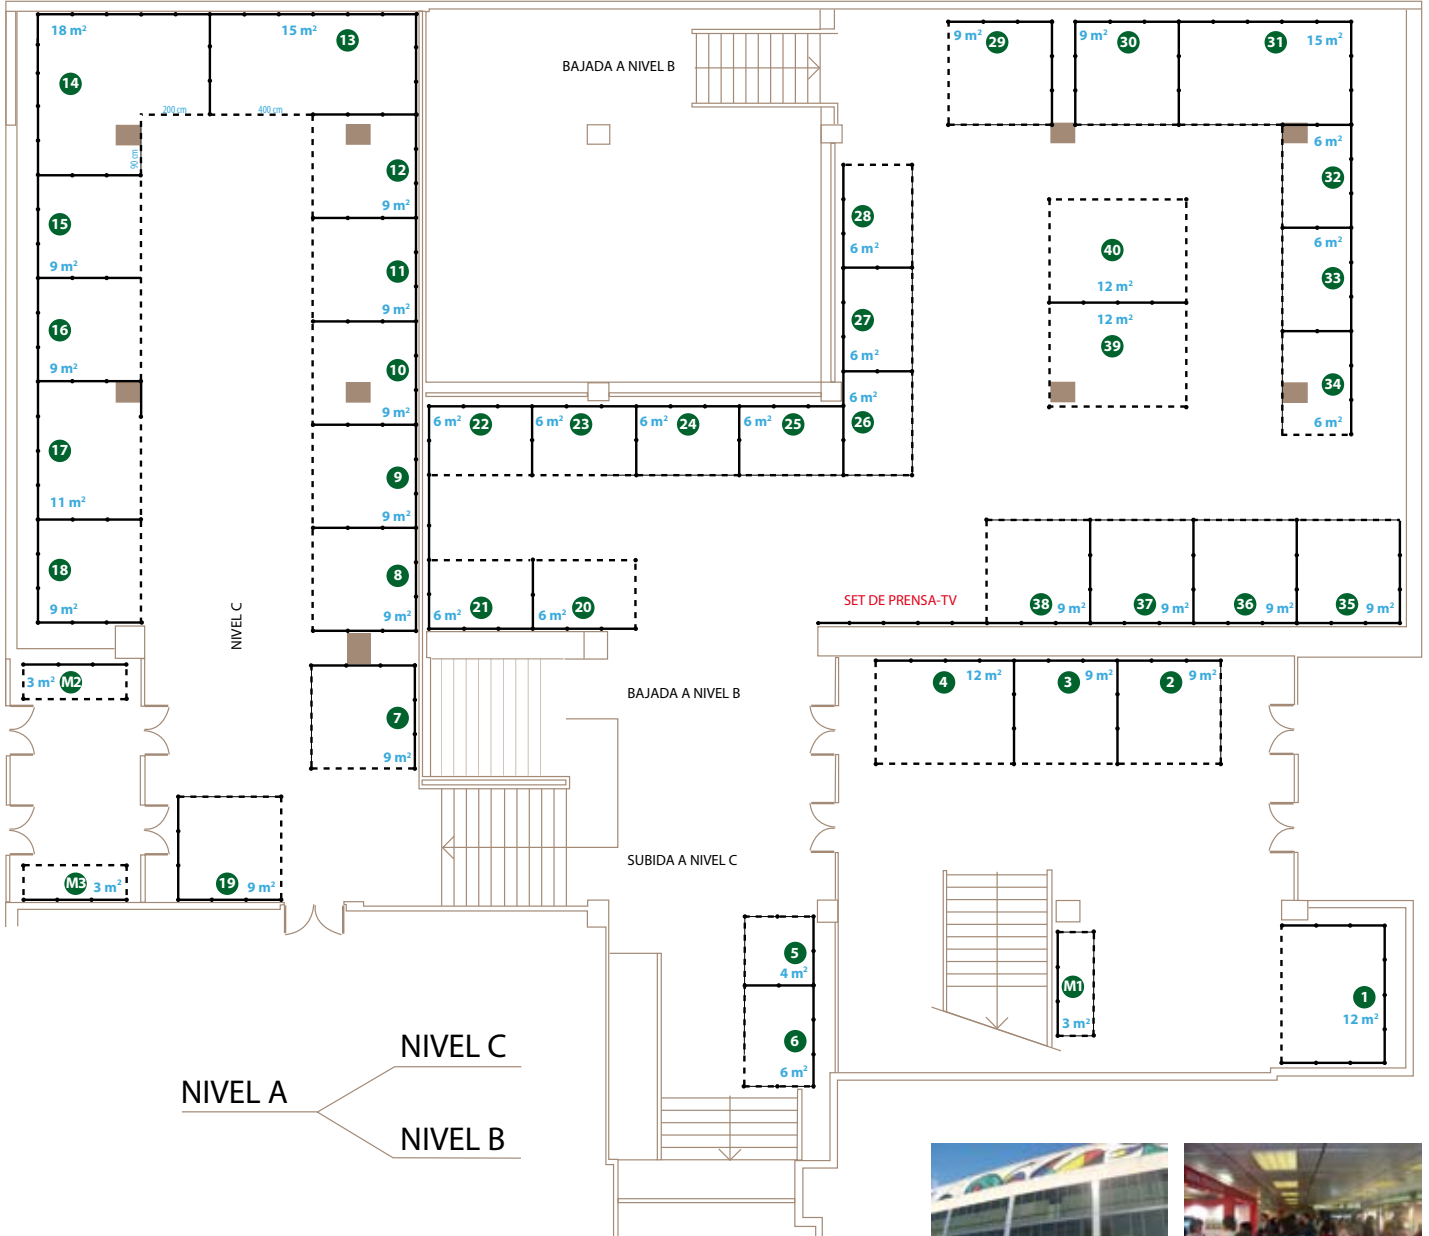 18 m²
14
15 m²
13
200 cm
400 cm
90 cm
12
9 m²
15
9 m²
11
9 m²
16
9 m²
10
9 m²
17
11 m²
9
9 m²
18
9 m²
8
9 m²
NIVEL C
M2
3 m²
7
9 m²
M3
3 m²
19
9 m²
BAJADA A NIVEL B
9 m²
29
9 m²
30
31
15 m²
28
6 m²
27
6 m²
6 m²
26
6 m²
22
6 m²
23
6 m²
24
6 m²
25
40
12 m²
12 m²
39
6 m²
32
6 m²
33
34
6 m²
21
6 m²
20
6 m²
SET DE PRENSA-TV
38
9 m²
37
9 m²
36
9 m²
35
9 m²
BAJADA A NIVEL B
4
12 m²
3
9 m²
2
9 m²
SUBIDA A NIVEL C
5
4 m²
6
6 m²
M1
3 m²
1
12 m²
NIVEL A
NIVEL C
NIVEL B